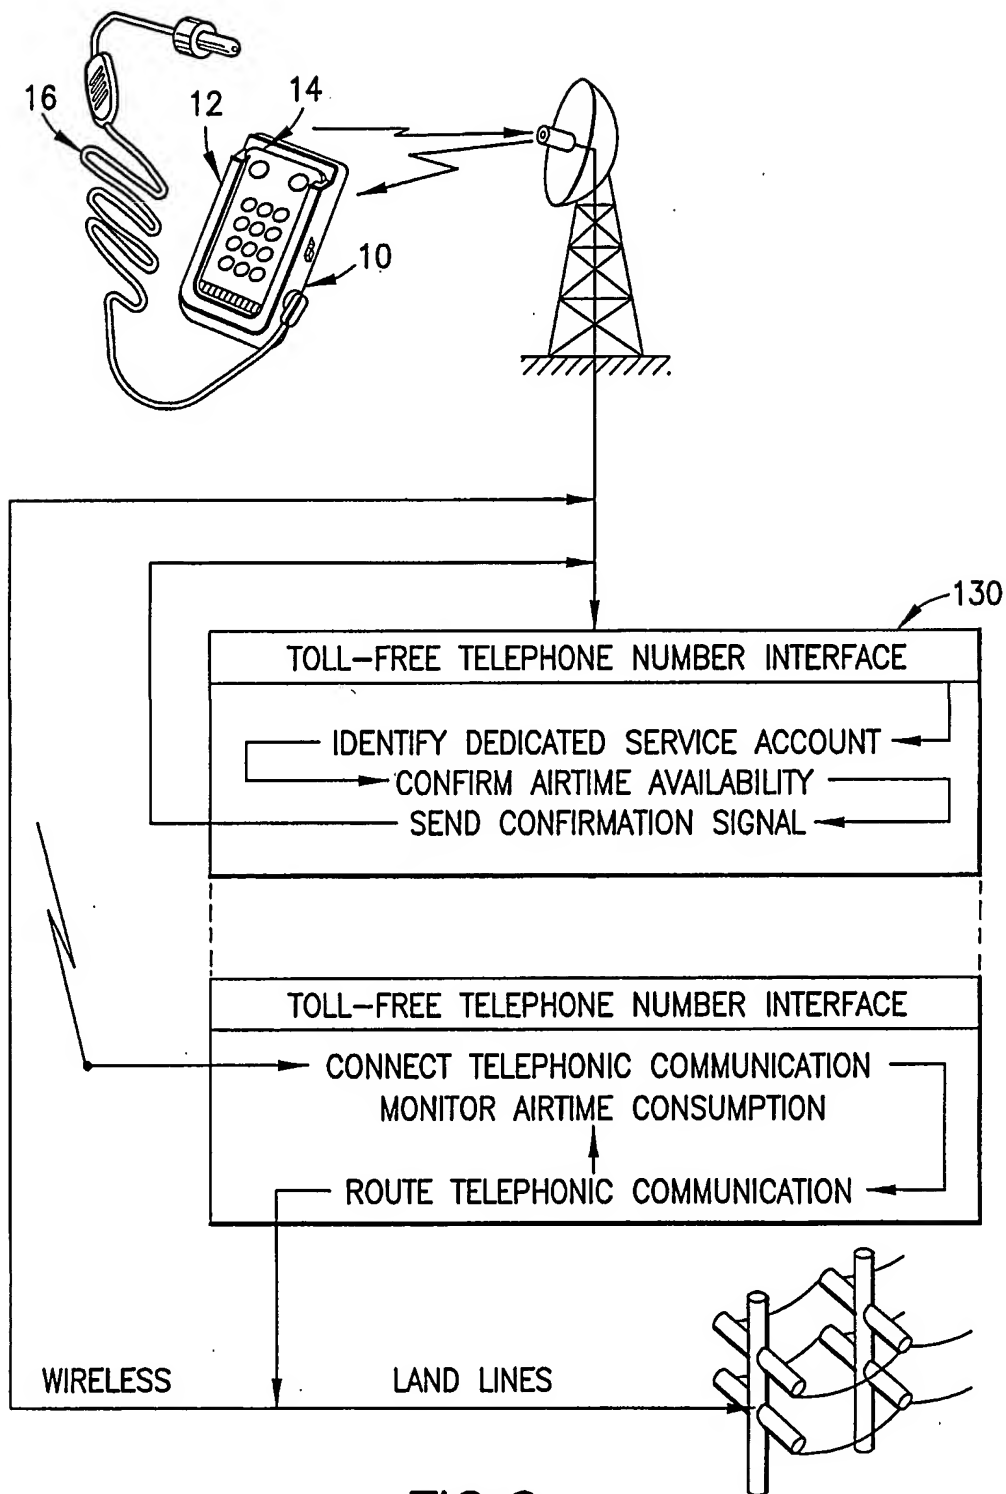 16
12
14
10
130
TOLL-FREE TELEPHONE NUMBER INTERFACE
IDENTIFY DEDICATED SERVICE ACCOUNT
CONFIRM AIRTIME AVAILABILITY
SEND CONFIRMATION SIGNAL
TOLL-FREE TELEPHONE NUMBER INTERFACE
CONNECT TELEPHONIC COMMUNICATION
MONITOR AIRTIME CONSUMPTION
ROUTE TELEPHONIC COMMUNICATION
WIRELESS
LAND LINES